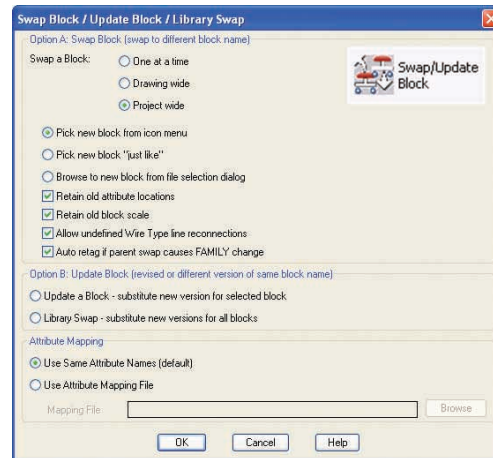 Swap Block / Update Block / Library Swap
Option A: Swap Block (swap to different block name)
Swap a Block:
One at a time
Drawing wide
Project wide
Swap/Update
Block
Pick new block from icon menu
Pick new block "just like"
Browse to new block from file selection dialog
Retain old attribute locations
Retain old block scale
Allow undefined Wire Type line reconnections
Auto retag if parent swap causes FAMILY change
Option B: Update Block (revised or different version of same block name)
Update a Block - substitute new version for selected block
Library Swap - substitute new versions for all blocks
Attribute Mapping
Use Same Attribute Names (default)
Use Attribute Mapping File
Mapping File
Browse
OK
Cancel
Help